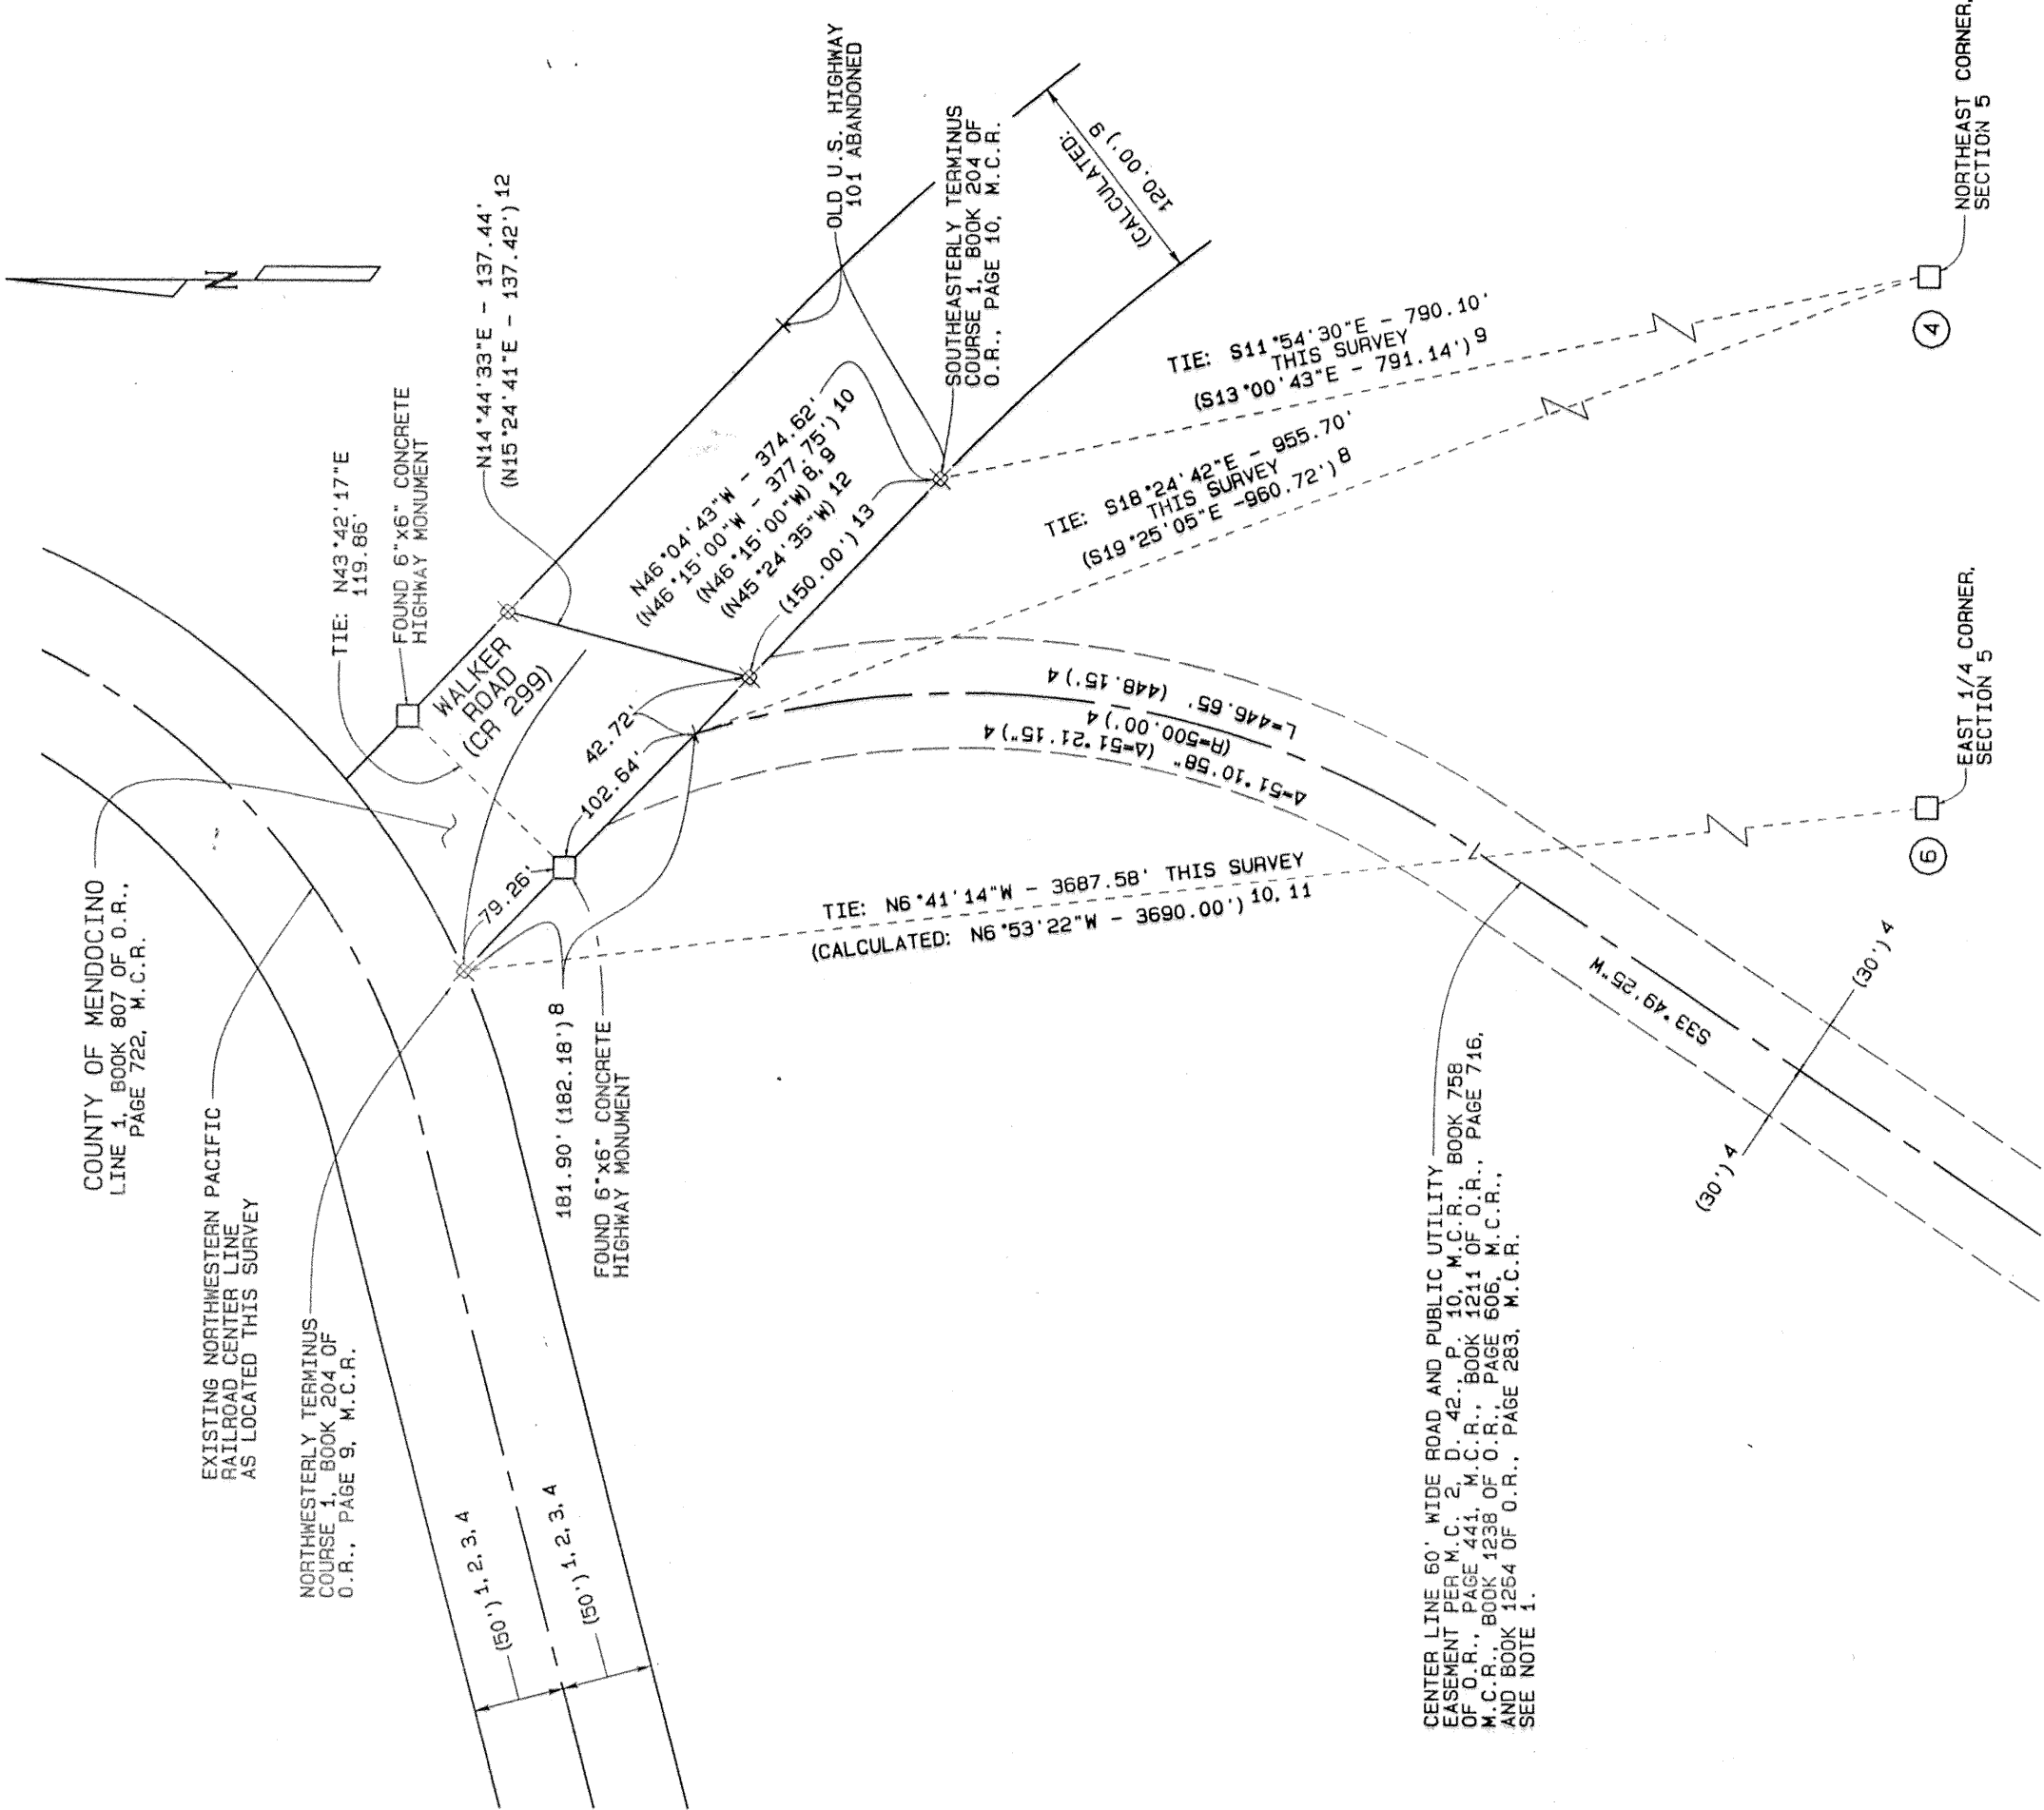 COUNTY OF MENDOCINO
LINE 1, BOOK 807 OF O.R.,
PAGE 722, M.C.R.
EXISTING NORTHWESTERN PACIFIC
RAILROAD CENTER LINE
AS LOCATED THIS SURVEY
NORTHWESTERLY TERMINUS
COURSE 1, BOOK 204 OF
O.R., PAGE 9, M.C.R.
(50') 1, 2, 3, 4
(50') 1, 2, 3, 4
N
TIE: N43°42'17"E
119.86'
FOUND 6"x6" CONCRETE
HIGHWAY MONUMENT
WALKER
ROAD
(CR 299)
N14°44'33"E - 137.44'
(N15°24'41"E - 137.42') 12
OLD U.S. HIGHWAY
101 ABANDONED
SOUTHEASTERLY TERMINUS
COURSE 1, BOOK 204 OF
O.R., PAGE 10, M.C.R.
(CALCULATED:
120.00') 9
N46°04'43"W - 374.62'
(N46°15'00"W - 377.75') 10
(N46°15'00"W) 8, 9
(N45°24'35"W) 12
(150.00') 13
42.72'
102.64'
79.26'
181.90' (182.18') 8
FOUND 6"x6" CONCRETE
HIGHWAY MONUMENT
TIE: S11°54'30"E - 790.10'
THIS SURVEY
(S13°00'43"E - 791.14') 9
TIE: S18°24'42"E - 955.70'
THIS SURVEY
(S19°25'05"E -960.72') 8
TIE: N6°41'14"W - 3687.58' THIS SURVEY
(CALCULATED: N6°53'22"W - 3690.00') 10, 11
L=446.65' (448.15') 4
(R=500.00') 4
Δ=51°10'58" (Δ=51°21'15") 4
S33°49'25"W
(30') 4
(30') 4
CENTER LINE 60' WIDE ROAD AND PUBLIC UTILITY
EASEMENT PER M.C. 2, D. 42., P. 10, M.C.R., BOOK 758
OF O.R., PAGE 441, M.C.R., BOOK 1211 OF O.R., PAGE 716,
M.C.R., BOOK 1238 OF O.R., PAGE 606, M.C.R.,
AND BOOK 1264 OF O.R., PAGE 283, M.C.R.
SEE NOTE 1.
4
NORTHEAST CORNER,
SECTION 5
6
EAST 1/4 CORNER,
SECTION 5